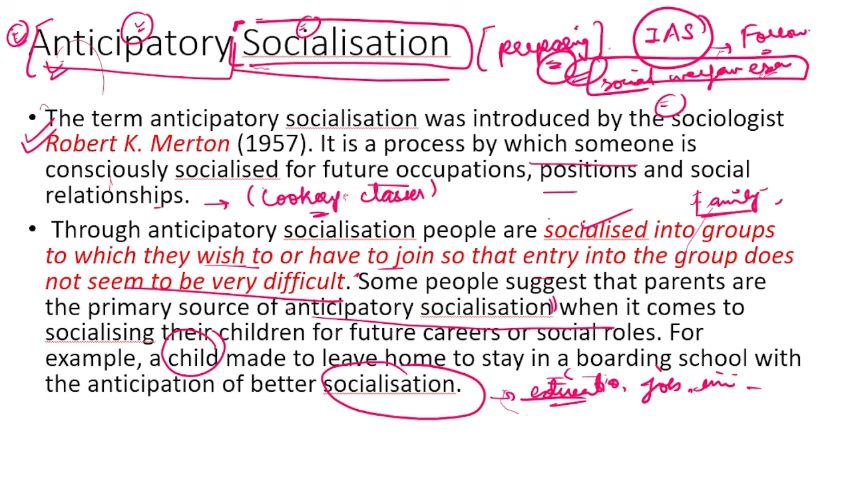 Anticipatory Socialisation [preparing] IAS → Follow
social welfare
• The term anticipatory socialisation was introduced by the sociologist
Robert K. Merton (1957). It is a process by which someone is
consciously socialised for future occupations, positions and social
relationships. → (Cookery classes)
Family
• Through anticipatory socialisation people are socialised into groups
to which they wish to or have to join so that entry into the group does
not seem to be very difficult. Some people suggest that parents are
the primary source of anticipatory socialisation when it comes to
socialising their children for future careers or social roles. For
example, a child made to leave home to stay in a boarding school with
the anticipation of better socialisation.
jobs